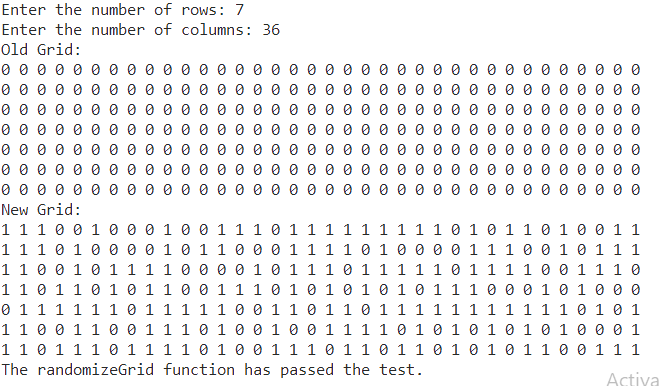 Enter the number of rows: 7
Enter the number of columns: 36
Old Grid:
0 0 0 0 0 0 0 0 0 0 0 0 0 0 0 0 0 0 0 0 0 0 0 0 0 0 0 0 0 0 0 0 0 0 0 0
0 0 0 0 0 0 0 0 0 0 0 0 0 0 0 0 0 0 0 0 0 0 0 0 0 0 0 0 0 0 0 0 0 0 0 0
0 0 0 0 0 0 0 0 0 0 0 0 0 0 0 0 0 0 0 0 0 0 0 0 0 0 0 0 0 0 0 0 0 0 0 0
0 0 0 0 0 0 0 0 0 0 0 0 0 0 0 0 0 0 0 0 0 0 0 0 0 0 0 0 0 0 0 0 0 0 0 0
0 0 0 0 0 0 0 0 0 0 0 0 0 0 0 0 0 0 0 0 0 0 0 0 0 0 0 0 0 0 0 0 0 0 0 0
0 0 0 0 0 0 0 0 0 0 0 0 0 0 0 0 0 0 0 0 0 0 0 0 0 0 0 0 0 0 0 0 0 0 0 0
0 0 0 0 0 0 0 0 0 0 0 0 0 0 0 0 0 0 0 0 0 0 0 0 0 0 0 0 0 0 0 0 0 0 0 0
New Grid:
1 1 1 0 0 1 0 0 0 1 0 0 1 1 1 0 1 1 1 1 1 1 1 1 1 0 1 0 1 1 0 1 0 0 1 1
1 1 1 0 1 0 0 0 0 1 0 1 1 0 0 1 1 1 1 0 1 0 0 0 0 1 1 1 0 0 1 0 1 1 1
1 1 0 0 1 0 1 1 1 1 0 0 0 0 1 0 1 1 1 0 1 1 1 1 1 0 1 1 1 1 0 0 1 1 1 0
1 1 0 1 1 0 1 0 1 1 0 0 1 1 1 0 1 0 1 0 1 0 1 0 1 1 1 0 0 0 1 0 1 0 0 0
0 1 1 1 1 1 1 0 1 1 1 1 1 0 0 1 1 0 1 1 0 1 1 1 1 1 1 1 1 1 1 1 0 1 0 1
1 1 0 0 1 1 0 0 1 1 1 0 1 0 0 1 0 0 1 1 1 1 0 1 0 1 0 1 0 1 0 1 0 0 0 1
1 1 0 1 1 1 0 1 1 1 1 0 1 0 0 1 1 1 0 1 1 0 1 1 0 1 0 1 0 1 1 0 0 1 1 1
The randomizeGrid function has passed the test.
Activa